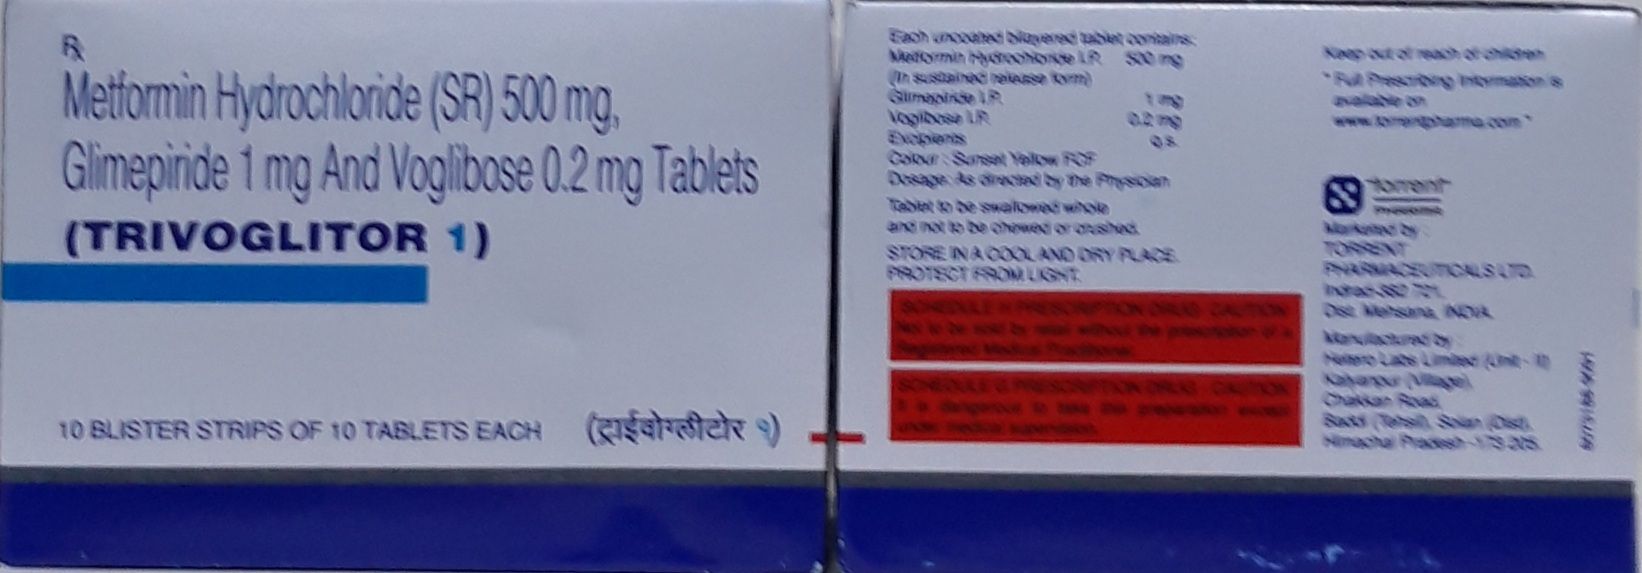 Rx
Metformin Hydrochloride (SR) 500 mg,
Glimepiride 1 mg And Voglibose 0.2 mg Tablets
(TRIVOGLITOR 1)
10 BLISTER STRIPS OF 10 TABLETS EACH (ट्राईवोग्लीटोर १)
Each uncoated bilayered tablet contains:
Metformin Hydrochloride I.P. 500 mg
(In sustained release form)
Glimepiride I.P. 1 mg
Voglibose I.P. 0.2 mg
Excipients q.s.
Colour : Sunset Yellow FCF
Dosage: As directed by the Physician
Tablet to be swallowed whole
and not to be chewed or crushed.
STORE IN A COOL AND DRY PLACE.
PROTECT FROM LIGHT.
SCHEDULE H PRESCRIPTION DRUG - CAUTION
Not to be sold by retail without the prescription of a
Registered Medical Practitioner.
SCHEDULE G PRESCRIPTION DRUG - CAUTION
It is dangerous to take this preparation except
under medical supervision.
Keep out of reach of children
" Full Prescribing Information is
available on
www.torrentpharma.com "
torrent
PHARMA
Marketed by :
TORRENT
PHARMACEUTICALS LTD.
Indrad-382 721,
Dist. Mehsana, INDIA.
Manufactured by :
Hetero Labs Limited (Unit - II)
Kalyanpur (Village),
Chakkan Road,
Baddi (Tehsil), Solan (Dist),
Himachal Pradesh -173 205.